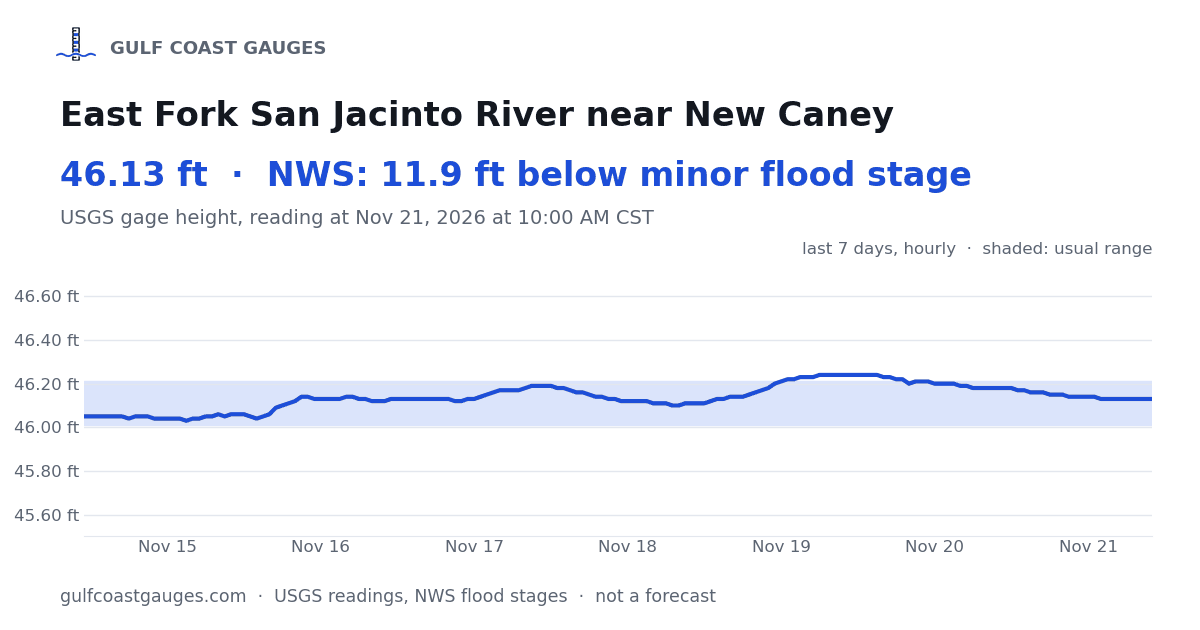 GULF COAST GAUGES
East Fork San Jacinto River near New Caney
46.13 ft · NWS: 11.9 ft below minor flood stage
USGS gage height, reading at Nov 21, 2026 at 10:00 AM CST
last 7 days, hourly · shaded: usual range
46.60 ft
46.40 ft
46.20 ft
46.00 ft
45.80 ft
45.60 ft
Nov 15 Nov 16 Nov 17 Nov 18 Nov 19 Nov 20 Nov 21
gulfcoastgauges.com · USGS readings, NWS flood stages · not a forecast